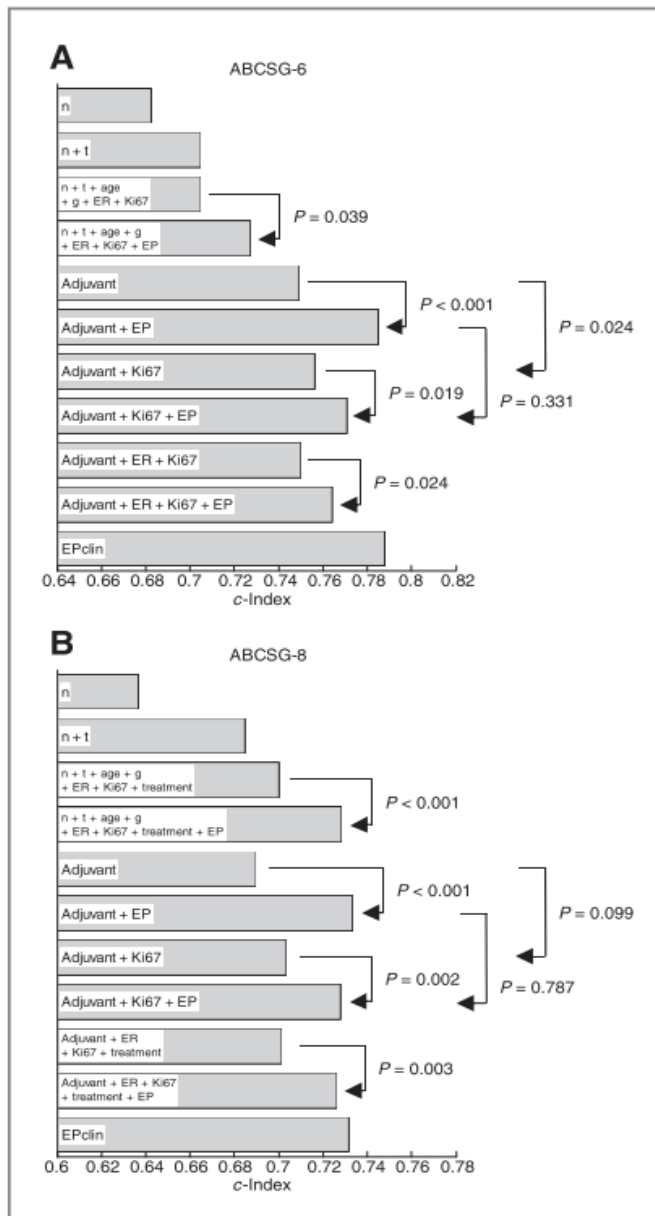 A
ABCSG-6
n
n + t
n + t + age
+ g + ER + Ki67
P = 0.039
n + t + age + g
+ ER + Ki67 + EP
Adjuvant
P < 0.001
Adjuvant + EP
P = 0.024
Adjuvant + Ki67
P = 0.019
P = 0.331
Adjuvant + Ki67 + EP
Adjuvant + ER + Ki67
P = 0.024
Adjuvant + ER + Ki67 + EP
EPclin
0.64 0.66 0.68 0.7 0.72 0.74 0.76 0.78 0.8 0.82
c-Index
B
ABCSG-8
n
n + t
n + t + age + g
+ ER + Ki67 + treatment
P < 0.001
n + t + age + g
+ ER + Ki67 + treatment + EP
Adjuvant
P < 0.001
Adjuvant + EP
P = 0.099
Adjuvant + Ki67
P = 0.002
P = 0.787
Adjuvant + Ki67 + EP
Adjuvant + ER
+ Ki67 + treatment
P = 0.003
Adjuvant + ER + Ki67
+ treatment + EP
EPclin
0.6 0.62 0.64 0.66 0.68 0.7 0.72 0.74 0.76 0.78
c-Index